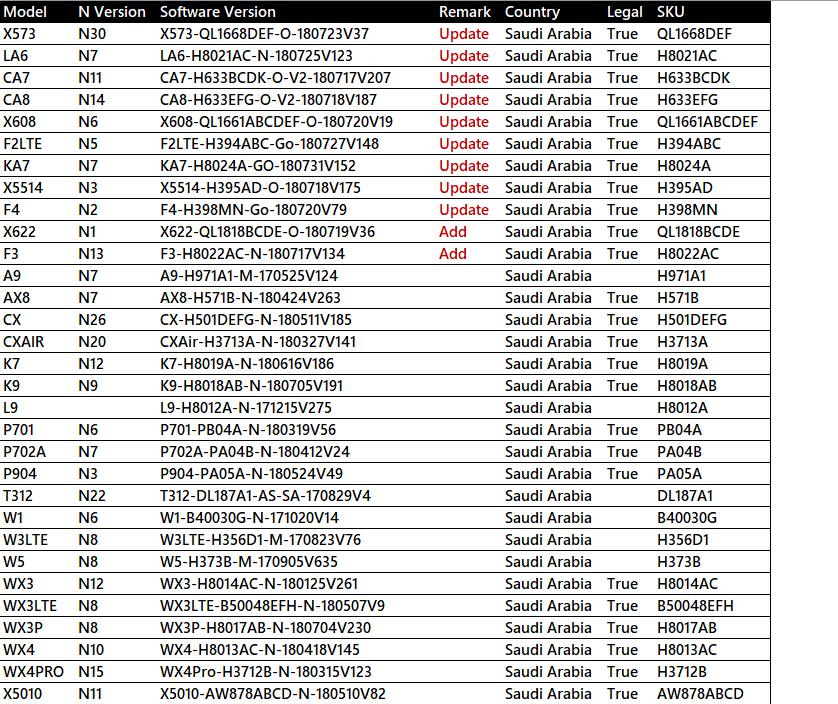 Model N Version Software Version Remark Country Legal SKU
X573 N30 X573-QL1668DEF-O-180723V37 Update Saudi Arabia True QL1668DEF
LA6 N7 LA6-H8021AC-N-180725V123 Update Saudi Arabia True H8021AC
CA7 N11 CA7-H633BCDK-O-V2-180717V207 Update Saudi Arabia True H633BCDK
CA8 N14 CA8-H633EFG-O-V2-180718V187 Update Saudi Arabia True H633EFG
X608 N6 X608-QL1661ABCDEF-O-180720V19 Update Saudi Arabia True QL1661ABCDEF
F2LTE N5 F2LTE-H394ABC-Go-180727V148 Update Saudi Arabia True H394ABC
KA7 N7 KA7-H8024A-GO-180731V152 Update Saudi Arabia True H8024A
X5514 N3 X5514-H395AD-O-180718V175 Update Saudi Arabia True H395AD
F4 N2 F4-H398MN-Go-180720V79 Update Saudi Arabia True H398MN
X622 N1 X622-QL1818BCDE-O-180719V36 Add Saudi Arabia True QL1818BCDE
F3 N13 F3-H8022AC-N-180717V134 Add Saudi Arabia True H8022AC
A9 N7 A9-H971A1-M-170525V124 Saudi Arabia H971A1
AX8 N7 AX8-H571B-N-180424V263 Saudi Arabia True H571B
CX N26 CX-H501DEFG-N-180511V185 Saudi Arabia True H501DEFG
CXAIR N20 CXAir-H3713A-N-180327V141 Saudi Arabia True H3713A
K7 N12 K7-H8019A-N-180616V186 Saudi Arabia True H8019A
K9 N9 K9-H8018AB-N-180705V191 Saudi Arabia True H8018AB
L9 L9-H8012A-N-171215V275 Saudi Arabia H8012A
P701 N6 P701-PB04A-N-180319V56 Saudi Arabia True PB04A
P702A N7 P702A-PA04B-N-180412V24 Saudi Arabia True PA04B
P904 N3 P904-PA05A-N-180524V49 Saudi Arabia True PA05A
T312 N22 T312-DL187A1-AS-SA-170829V4 Saudi Arabia DL187A1
W1 N6 W1-B40030G-N-171020V14 Saudi Arabia B40030G
W3LTE N8 W3LTE-H356D1-M-170823V76 Saudi Arabia H356D1
W5 N8 W5-H373B-M-170905V635 Saudi Arabia H373B
WX3 N12 WX3-H8014AC-N-180125V261 Saudi Arabia True H8014AC
WX3LTE N8 WX3LTE-B50048EFH-N-180507V9 Saudi Arabia True B50048EFH
WX3P N8 WX3P-H8017AB-N-180704V230 Saudi Arabia True H8017AB
WX4 N10 WX4-H8013AC-N-180418V145 Saudi Arabia True H8013AC
WX4PRO N15 WX4Pro-H3712B-N-180315V123 Saudi Arabia True H3712B
X5010 N11 X5010-AW878ABCD-N-180510V82 Saudi Arabia True AW878ABCD